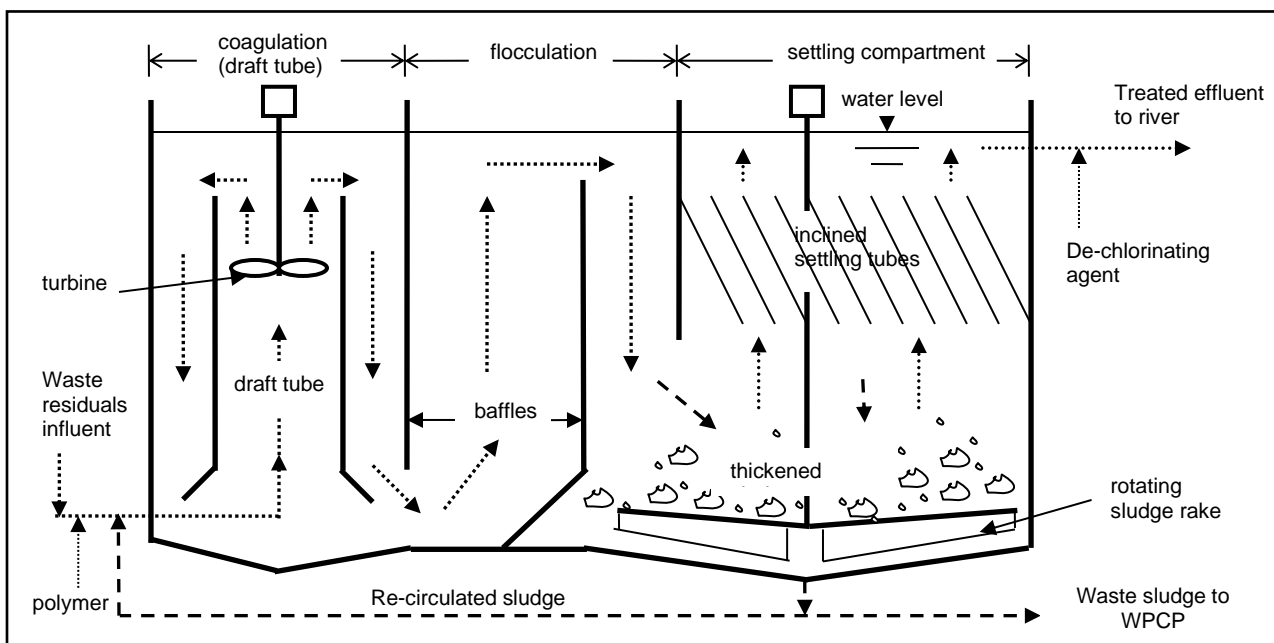 coagulation
(draft tube)
flocculation
settling compartment
water level
Treated effluent
to river
inclined
settling tubes
De-chlorinating
agent
turbine
draft tube
Waste
residuals
influent
baffles
thickened
rotating
sludge rake
polymer
Re-circulated sludge
Waste sludge to
WPCP